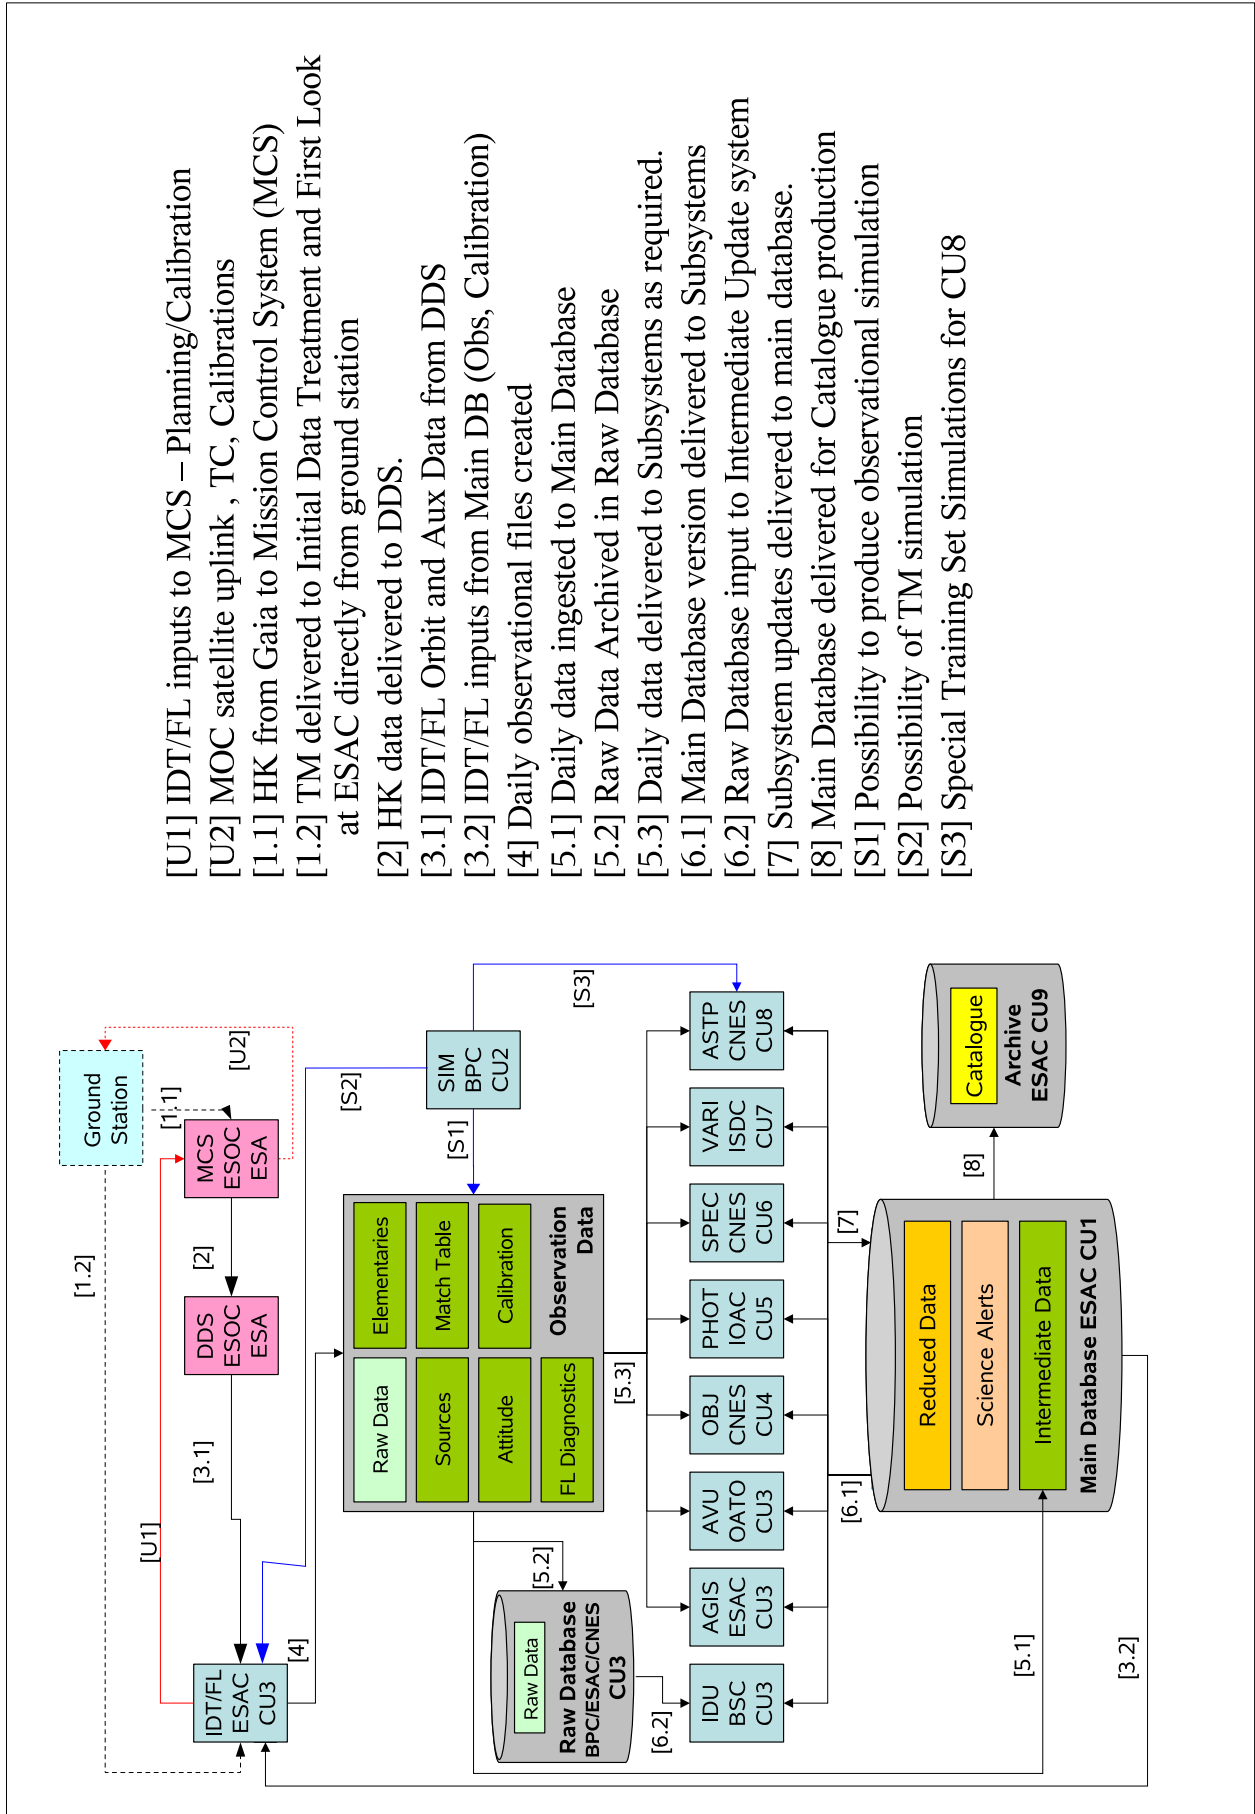 [U1] IDT/FL inputs to MCS – Planning/Calibration
[U2] MOC satellite uplink , TC, Calibrations
[1.1] HK from Gaia to Mission Control System (MCS)
[1.2] TM delivered to Initial Data Treatment and First Look
at ESAC directly from ground station
[2] HK data delivered to DDS.
[3.1] IDT/FL Orbit and Aux Data from DDS
[3.2] IDT/FL inputs from Main DB (Obs, Calibration)
[4] Daily observational files created
[5.1] Daily data ingested to Main Database
[5.2] Raw Data Archived in Raw Database
[5.3] Daily data delivered to Subsystems as required.
[6.1] Main Database version delivered to Subsystems
[6.2] Raw Database input to Intermediate Update system
[7] Subsystem updates delivered to main database.
[8] Main Database delivered for Catalogue production
[S1] Possibility to produce observational simulation
[S2] Possibility of TM simulation
[S3] Special Training Set Simulations for CU8
Ground
Station
[1.2]
[1.1]
[U1]
[U2]
IDT/FL
ESAC
CU3
[3.1]
DDS
ESOC
ESA
[2]
MCS
ESOC
ESA
[4]
[S2]
Raw Data
Elementaries
Sources
Match Table
Attitude
Calibration
FL Diagnostics
Observation
Data
[S1]
SIM
BPC
CU2
[S3]
[5.2]
Raw Data
Raw Database
BPC/ESAC/CNES
CU3
[5.3]
[6.2]
IDU
BSC
CU3
AGIS
ESAC
CU3
AVU
OATO
CU3
OBJ
CNES
CU4
PHOT
IOAC
CU5
SPEC
CNES
CU6
VARI
ISDC
CU7
ASTP
CNES
CU8
[6.1]
[7]
Reduced Data
Science Alerts
Intermediate Data
Main Database ESAC CU1
[8]
Catalogue
Archive
ESAC CU9
[5.1]
[3.2]